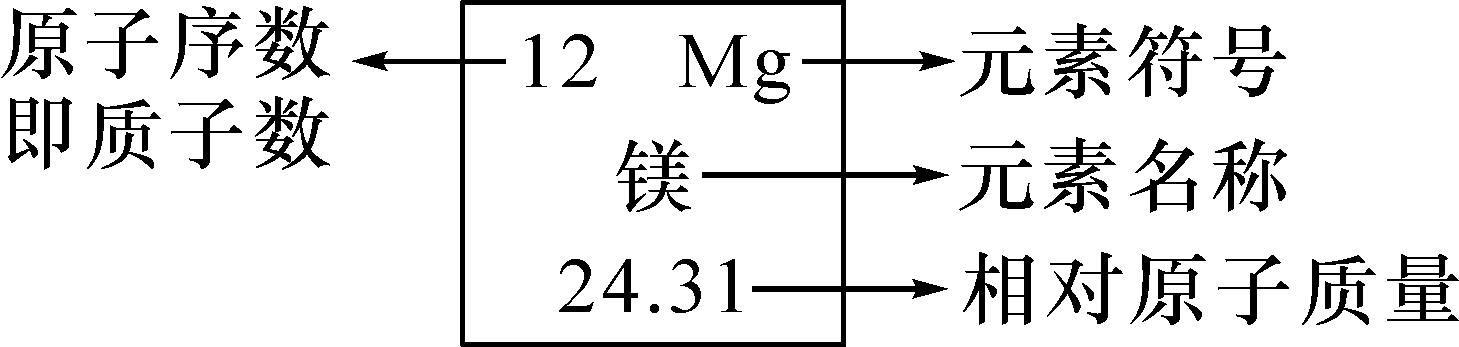 原子序数
即质子数
12 Mg
元素符号
镁
元素名称
24.31
相对原子质量